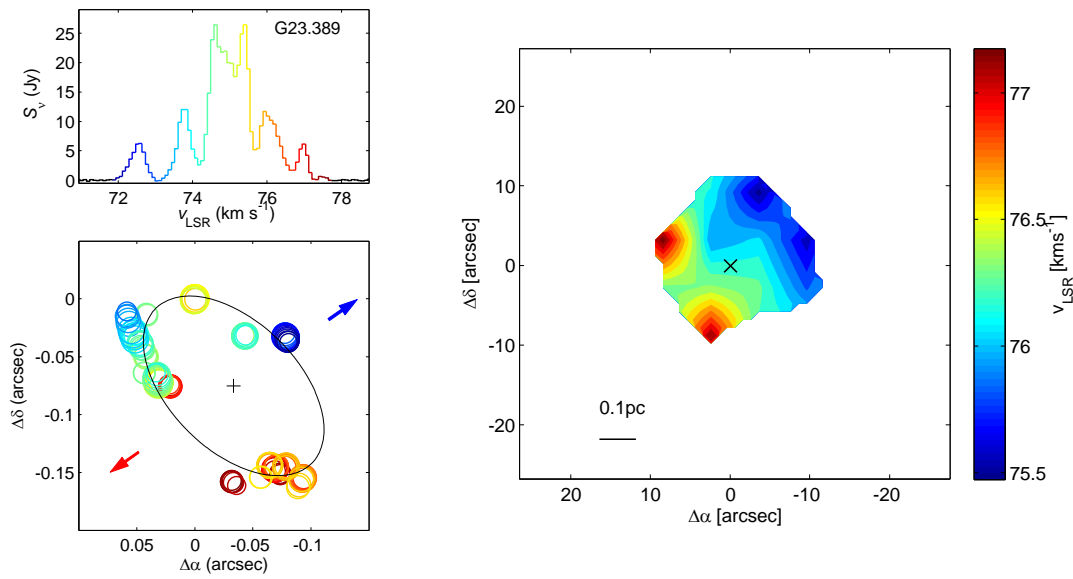 G23.389
25
20
15
10
5
0
S_ν (Jy)
72 74 76 78
v_LSR (km s⁻¹)
0
-0.05
-0.1
-0.15
Δδ (arcsec)
0.05 0 -0.05 -0.1
Δα (arcsec)
20
10
0
-10
-20
Δδ [arcsec]
0.1pc
20 10 0 -10 -20
Δα [arcsec]
77
76.5
76
75.5
v_LSR [kms⁻¹]